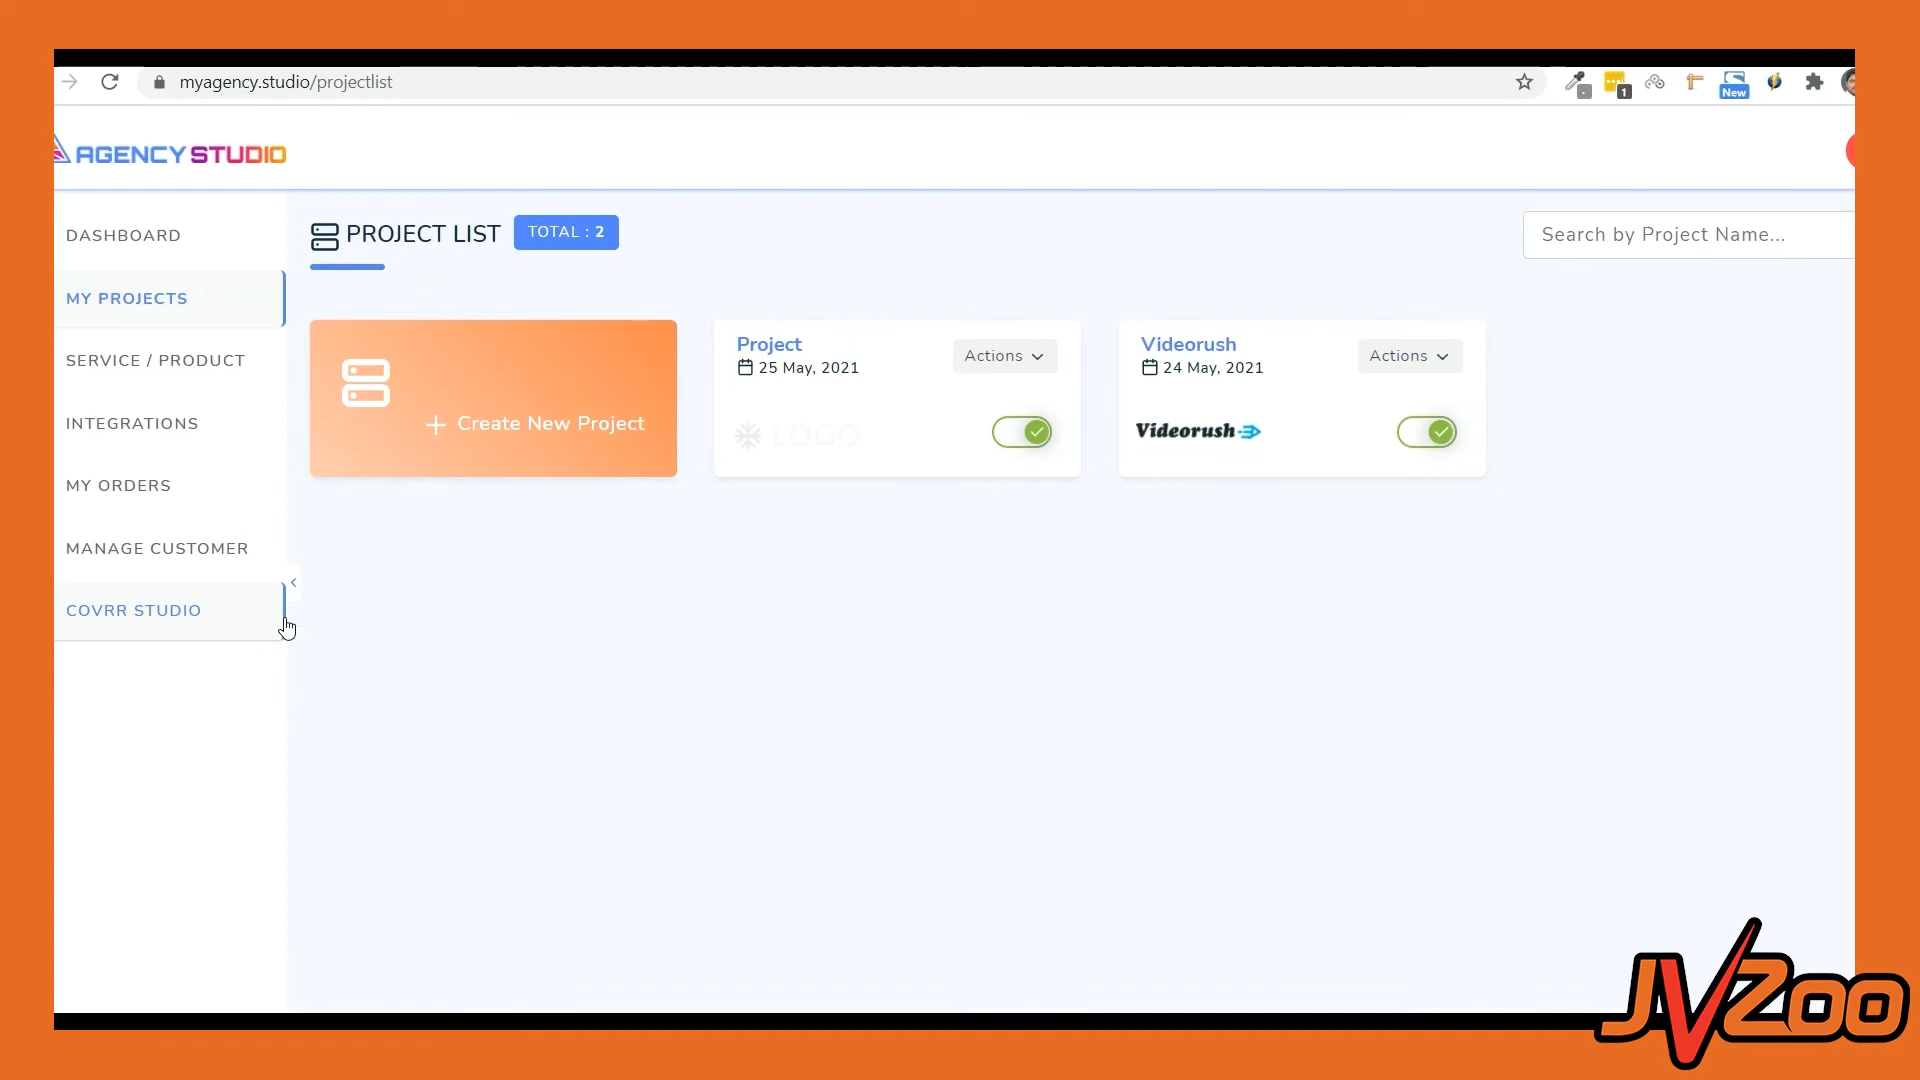 myagency.studio/projectlist
1
New
AGENCY STUDIO
DASHBOARD
MY PROJECTS
SERVICE / PRODUCT
INTEGRATIONS
MY ORDERS
MANAGE CUSTOMER
COVRR STUDIO
PROJECT LIST
TOTAL : 2
Search by Project Name...
Create New Project
Project
25 May, 2021
Actions
LOGO
Videorush
24 May, 2021
Actions
Videorush
JVZoo